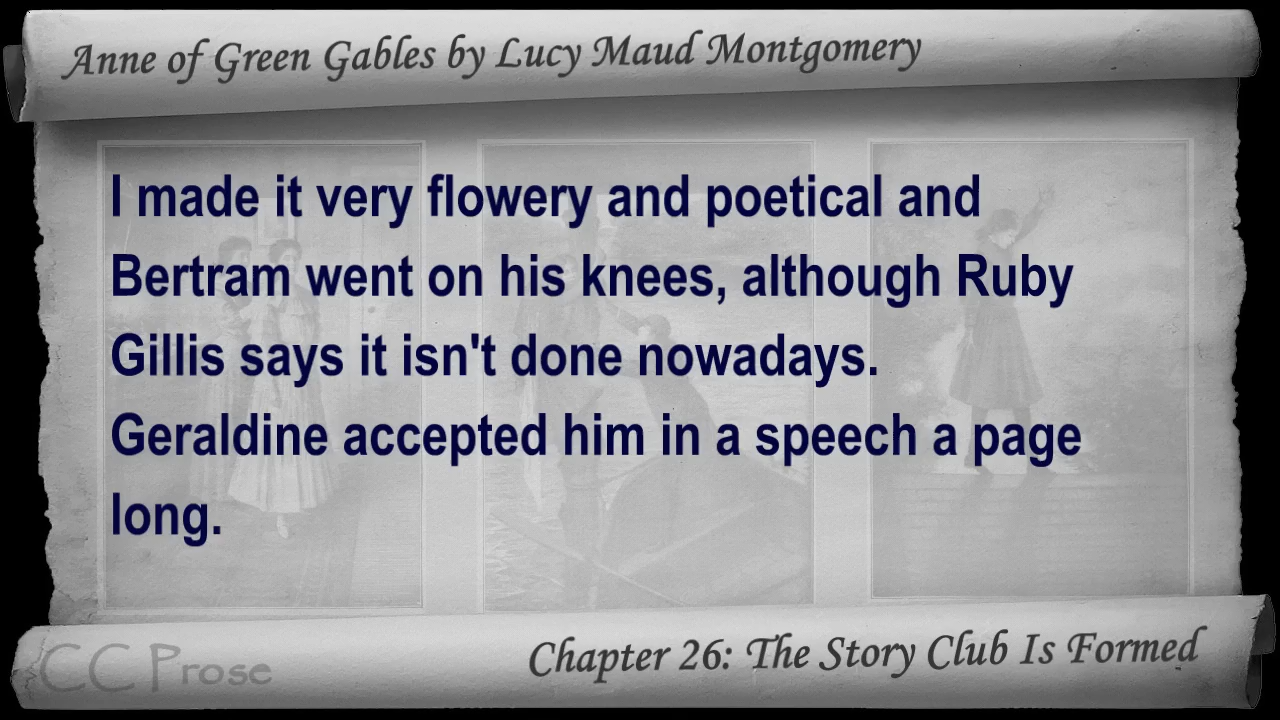 Anne of Green Gables by Lucy Maud Montgomery
I made it very flowery and poetical and
Bertram went on his knees, although Ruby
Gillis says it isn't done nowadays.
Geraldine accepted him in a speech a page
long.
CC Prose
Chapter 26: The Story Club Is Formed